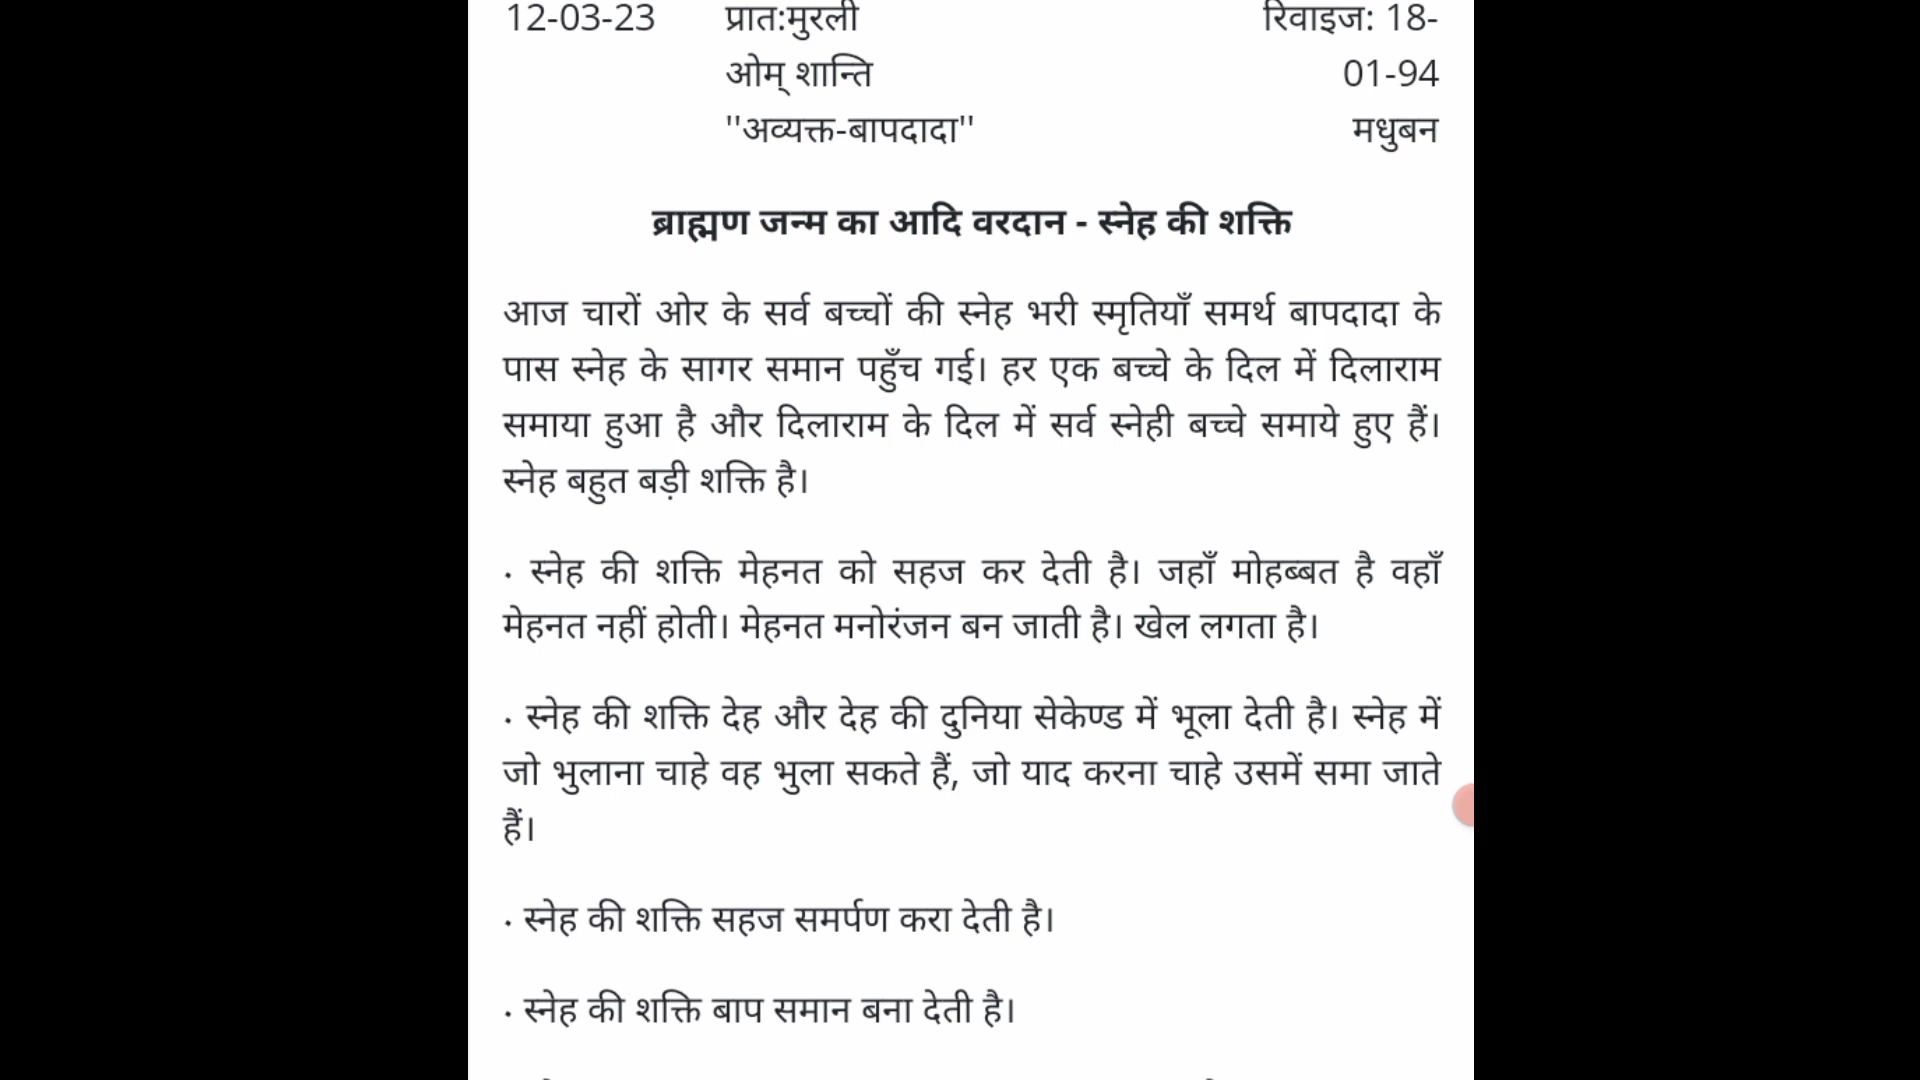 12-03-23 प्रात:मुरली रिवाइज: 18-
ओम् शान्ति 01-94
"अव्यक्त-बापदादा" मधुबन
ब्राह्मण जन्म का आदि वरदान - स्नेह की शक्ति
आज चारों ओर के सर्व बच्चों की स्नेह भरी स्मृतियाँ समर्थ बापदादा के
पास स्नेह के सागर समान पहुँच गई। हर एक बच्चे के दिल में दिलाराम
समाया हुआ है और दिलाराम के दिल में सर्व स्नेही बच्चे समाये हुए हैं।
स्नेह बहुत बड़ी शक्ति है।
· स्नेह की शक्ति मेहनत को सहज कर देती है। जहाँ मोहब्बत है वहाँ
मेहनत नहीं होती। मेहनत मनोरंजन बन जाती है। खेल लगता है।
· स्नेह की शक्ति देह और देह की दुनिया सेकेण्ड में भूला देती है। स्नेह में
जो भुलाना चाहे वह भुला सकते हैं, जो याद करना चाहे उसमें समा जाते
हैं।
· स्नेह की शक्ति सहज समर्पण करा देती है।
· स्नेह की शक्ति बाप समान बना देती है।